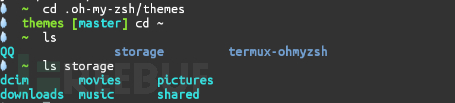 ~ cd .oh-my-zsh/themes
themes [master] cd ~
~ ls
QQ storage termux-ohmyzsh
~ ls storage
dcim movies pictures
downloads music shared